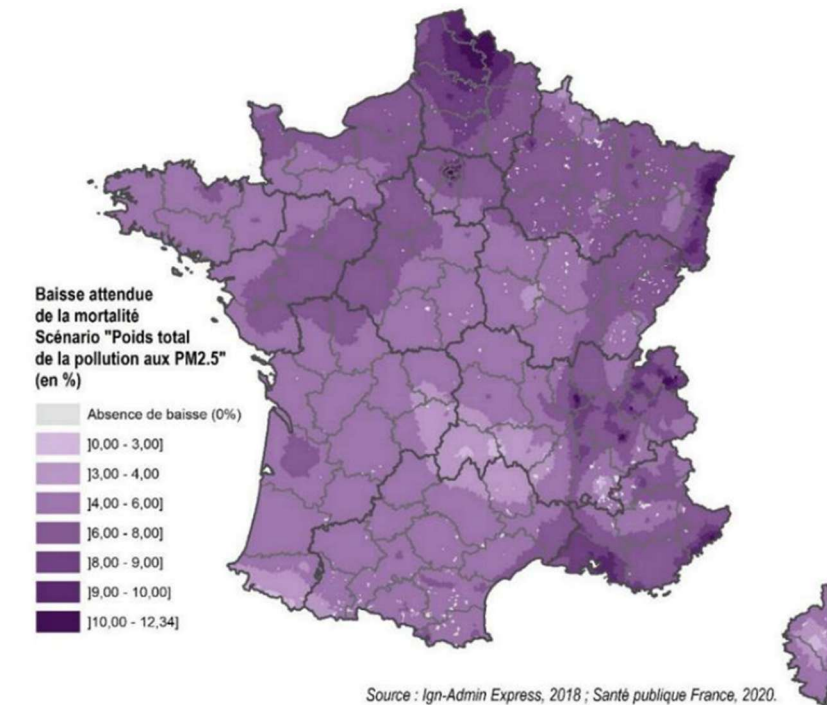 Baisse attendue
de la mortalité
Scénario "Poids total
de la pollution aux PM2.5"
(en %)
Absence de baisse (0%)
]0,00 - 3,00]
]3,00 - 4,00
]4,00 - 6,00]
]6,00 - 8,00]
]8,00 - 9,00]
]9,00 - 10,00]
]10,00 - 12,34]
Source : Ign-Admin Express, 2018 ; Santé publique France, 2020.